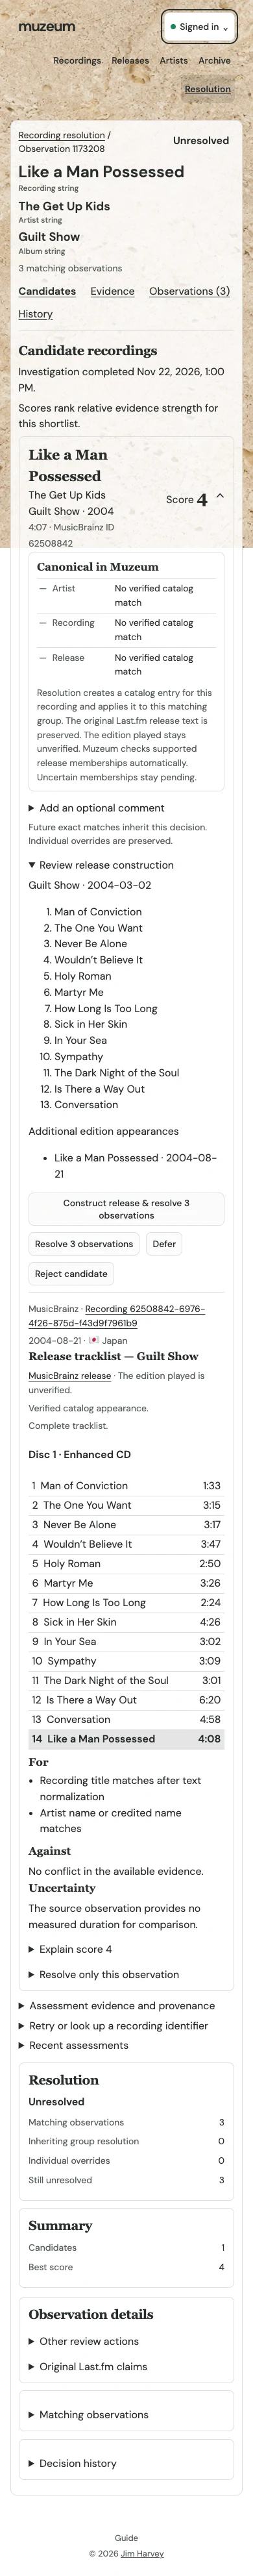 muzeum
Signed in
Recordings Releases Artists Archive
Resolution
Recording resolution /
Observation 1173208
Unresolved
Like a Man Possessed
Recording string
The Get Up Kids
Artist string
Guilt Show
Album string
3 matching observations
Candidates Evidence Observations (3)
History
Candidate recordings
Investigation completed Nov 22, 2026, 1:00
PM.
Scores rank relative evidence strength for
this shortlist.
Like a Man
Possessed
The Get Up Kids
Guilt Show · 2004
4:07 · MusicBrainz ID
62508842
Score 4
Canonical in Muzeum
— Artist No verified catalog
match
— Recording No verified catalog
match
— Release No verified catalog
match
Resolution creates a catalog entry for this
recording and applies it to this matching
group. The original Last.fm release text is
preserved. The edition played stays
unverified. Muzeum checks supported
release memberships automatically.
Uncertain memberships stay pending.
Add an optional comment
Future exact matches inherit this decision.
Individual overrides are preserved.
Review release construction
Guilt Show · 2004-03-02
1. Man of Conviction
2. The One You Want
3. Never Be Alone
4. Wouldn't Believe It
5. Holy Roman
6. Martyr Me
7. How Long Is Too Long
8. Sick in Her Skin
9. In Your Sea
10. Sympathy
11. The Dark Night of the Soul
12. Is There a Way Out
13. Conversation
Additional edition appearances
• Like a Man Possessed · 2004-08-
21
Construct release & resolve 3
observations
Resolve 3 observations Defer
Reject candidate
MusicBrainz · Recording 62508842-6976-
4f26-875d-f43d9f7961b9
2004-08-21 · Japan
Release tracklist — Guilt Show
MusicBrainz release · The edition played is
unverified.
Verified catalog appearance.
Complete tracklist.
Disc 1 · Enhanced CD
1 Man of Conviction 1:33
2 The One You Want 3:15
3 Never Be Alone 3:17
4 Wouldn't Believe It 3:47
5 Holy Roman 2:50
6 Martyr Me 3:26
7 How Long Is Too Long 2:24
8 Sick in Her Skin 4:26
9 In Your Sea 3:02
10 Sympathy 3:09
11 The Dark Night of the Soul 3:01
12 Is There a Way Out 6:20
13 Conversation 4:58
14 Like a Man Possessed 4:08
For
• Recording title matches after text
normalization
• Artist name or credited name
matches
Against
No conflict in the available evidence.
Uncertainty
The source observation provides no
measured duration for comparison.
Explain score 4
Resolve only this observation
Assessment evidence and provenance
Retry or look up a recording identifier
Recent assessments
Resolution
Unresolved
Matching observations 3
Inheriting group resolution 0
Individual overrides 0
Still unresolved 3
Summary
Candidates 1
Best score 4
Observation details
Other review actions
Original Last.fm claims
Matching observations
Decision history
Guide
© 2026 Jim Harvey